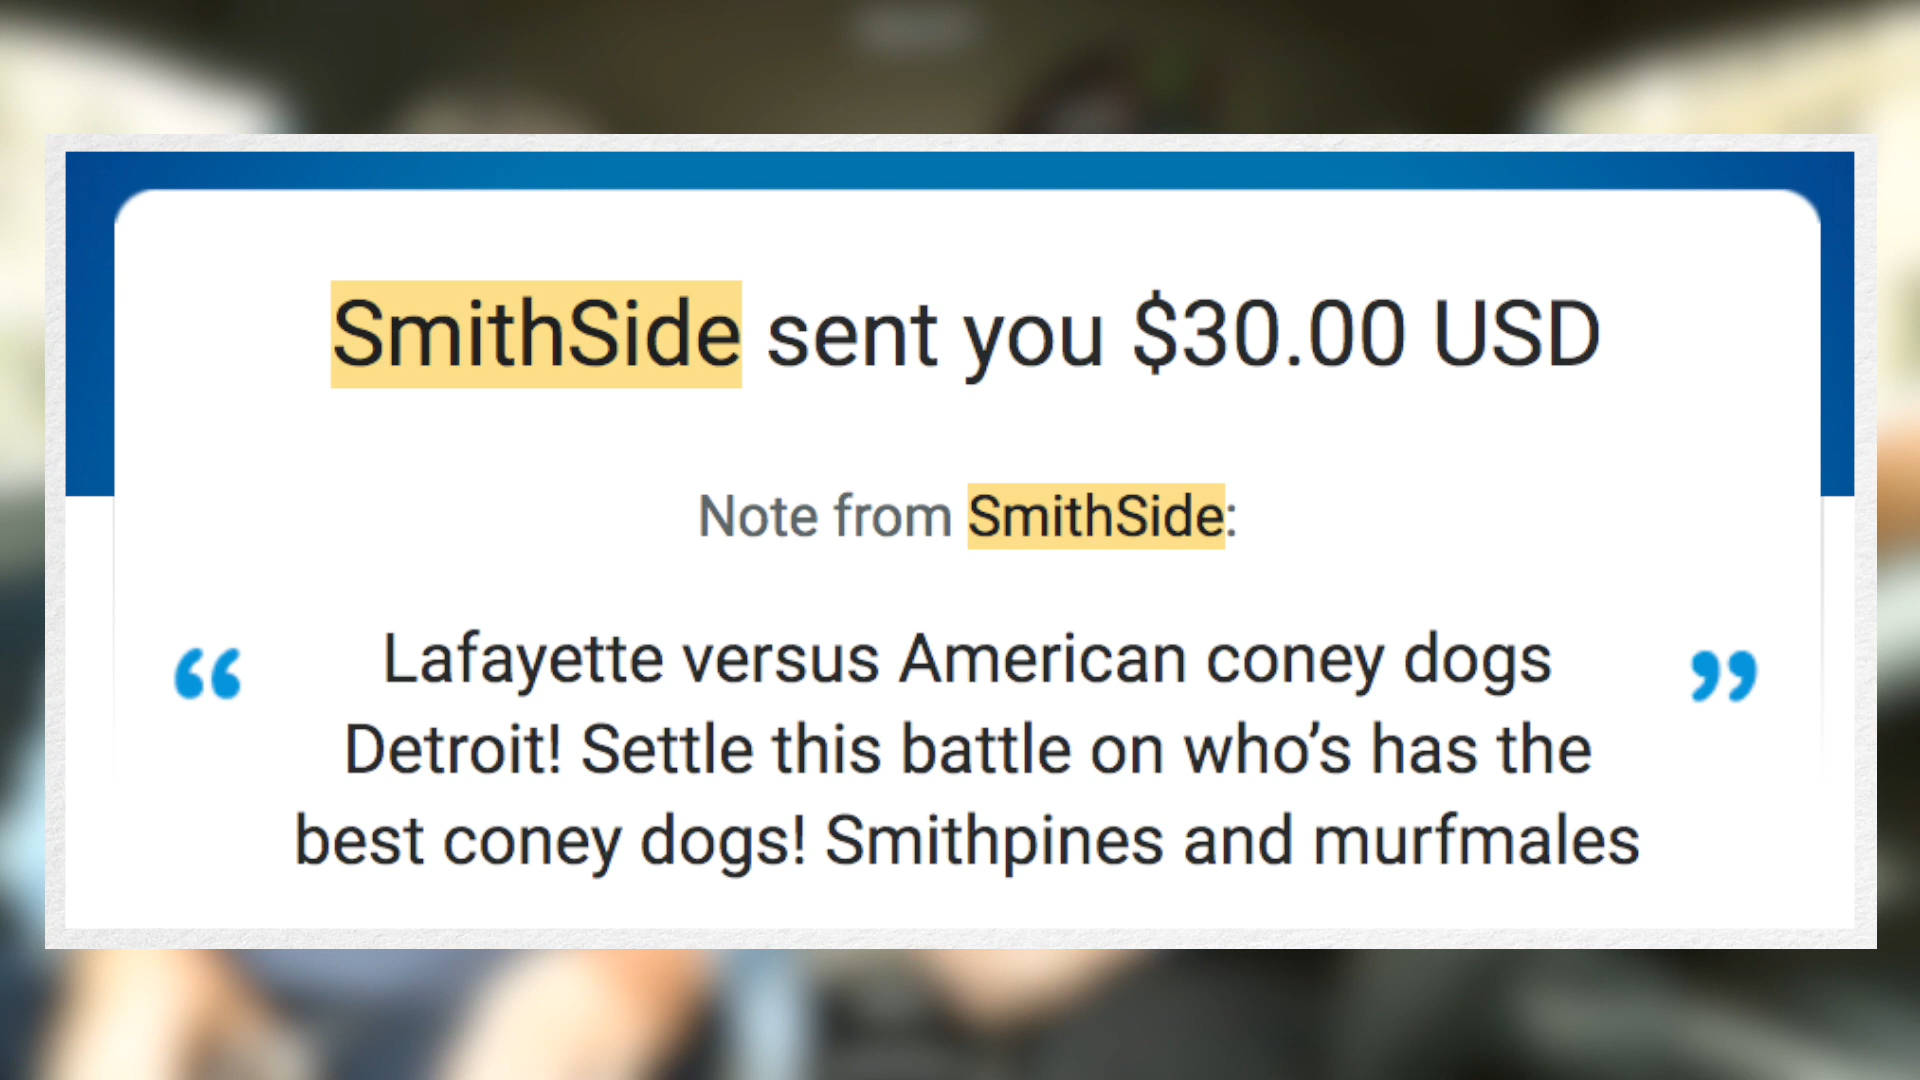 SmithSide sent you $30.00 USD
Note from SmithSide:
“ Lafayette versus American coney dogs ”
Detroit! Settle this battle on who’s has the
best coney dogs! Smithpines and murfmales